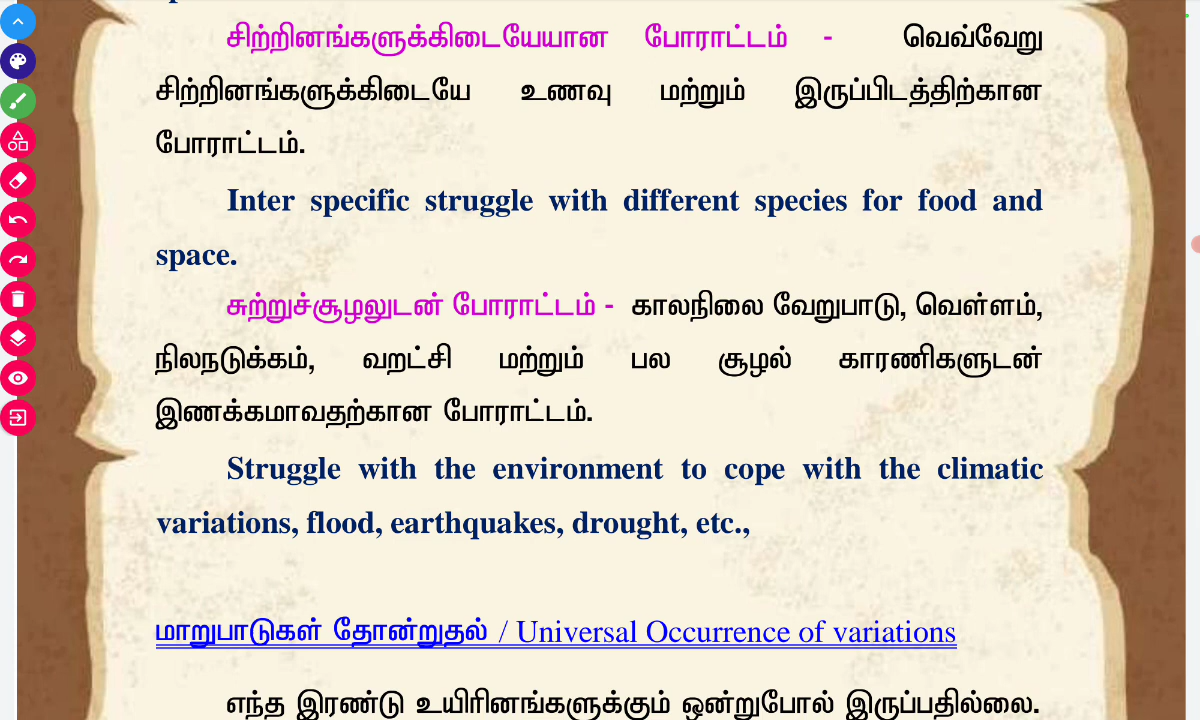 சிற்றினங்களுக்கிடையேயான போராட்டம் - வெவ்வேறு
சிற்றினங்களுக்கிடையே உணவு மற்றும் இருப்பிடத்திற்கான
போராட்டம்.
Inter specific struggle with different species for food and
space.
சுற்றுச்சூழலுடன் போராட்டம் - காலநிலை வேறுபாடு, வெள்ளம்,
நிலநடுக்கம், வறட்சி மற்றும் பல சூழல் காரணிகளுடன்
இணக்கமாவதற்கான போராட்டம்.
Struggle with the environment to cope with the climatic
variations, flood, earthquakes, drought, etc.,
மாறுபாடுகள் தோன்றுதல் / Universal Occurrence of variations
எந்த இரண்டு உயிரினங்களுக்கும் ஒன்றுபோல் இருப்பதில்லை.